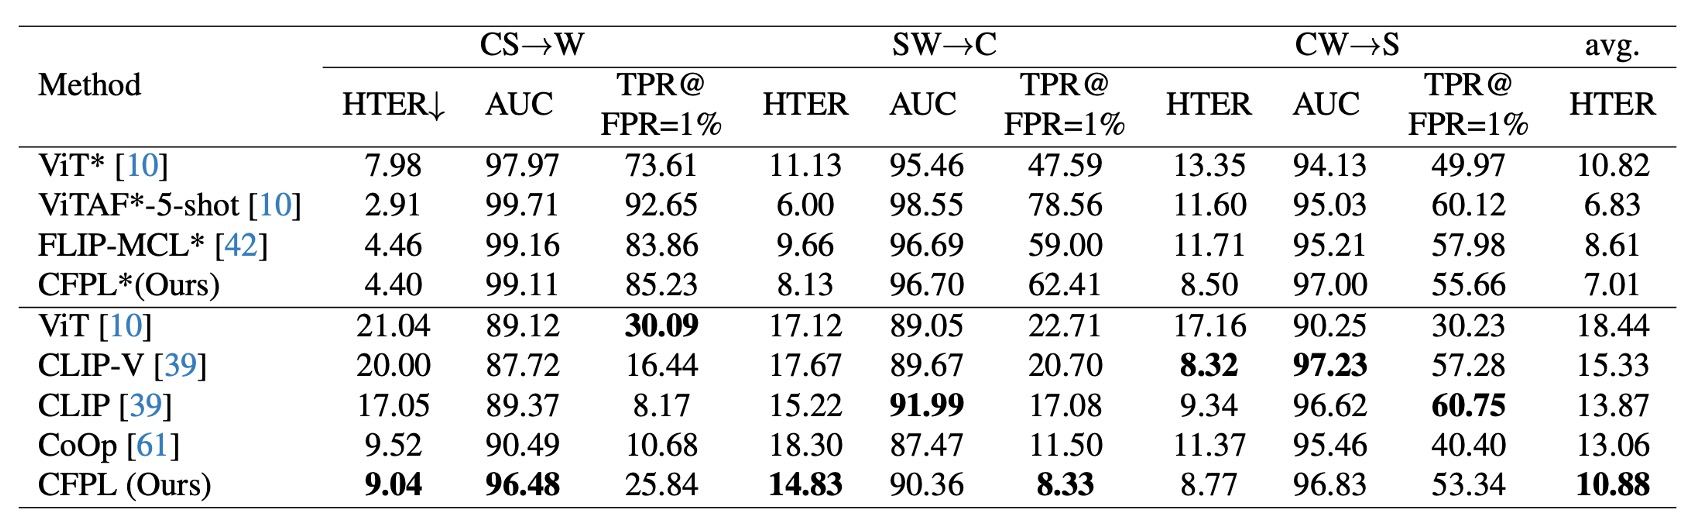 CS→W SW→C CW→S avg.
Method HTER↓ AUC TPR@ FPR=1% HTER AUC TPR@ FPR=1% HTER AUC TPR@ FPR=1% HTER
ViT* [10] 7.98 97.97 73.61 11.13 95.46 47.59 13.35 94.13 49.97 10.82
ViTAF*-5-shot [10] 2.91 99.71 92.65 6.00 98.55 78.56 11.60 95.03 60.12 6.83
FLIP-MCL* [42] 4.46 99.16 83.86 9.66 96.69 59.00 11.71 95.21 57.98 8.61
CFPL*(Ours) 4.40 99.11 85.23 8.13 96.70 62.41 8.50 97.00 55.66 7.01
ViT [10] 21.04 89.12 30.09 17.12 89.05 22.71 17.16 90.25 30.23 18.44
CLIP-V [39] 20.00 87.72 16.44 17.67 89.67 20.70 8.32 97.23 57.28 15.33
CLIP [39] 17.05 89.37 8.17 15.22 91.99 17.08 9.34 96.62 60.75 13.87
CoOp [61] 9.52 90.49 10.68 18.30 87.47 11.50 11.37 95.46 40.40 13.06
CFPL (Ours) 9.04 96.48 25.84 14.83 90.36 8.33 8.77 96.83 53.34 10.88